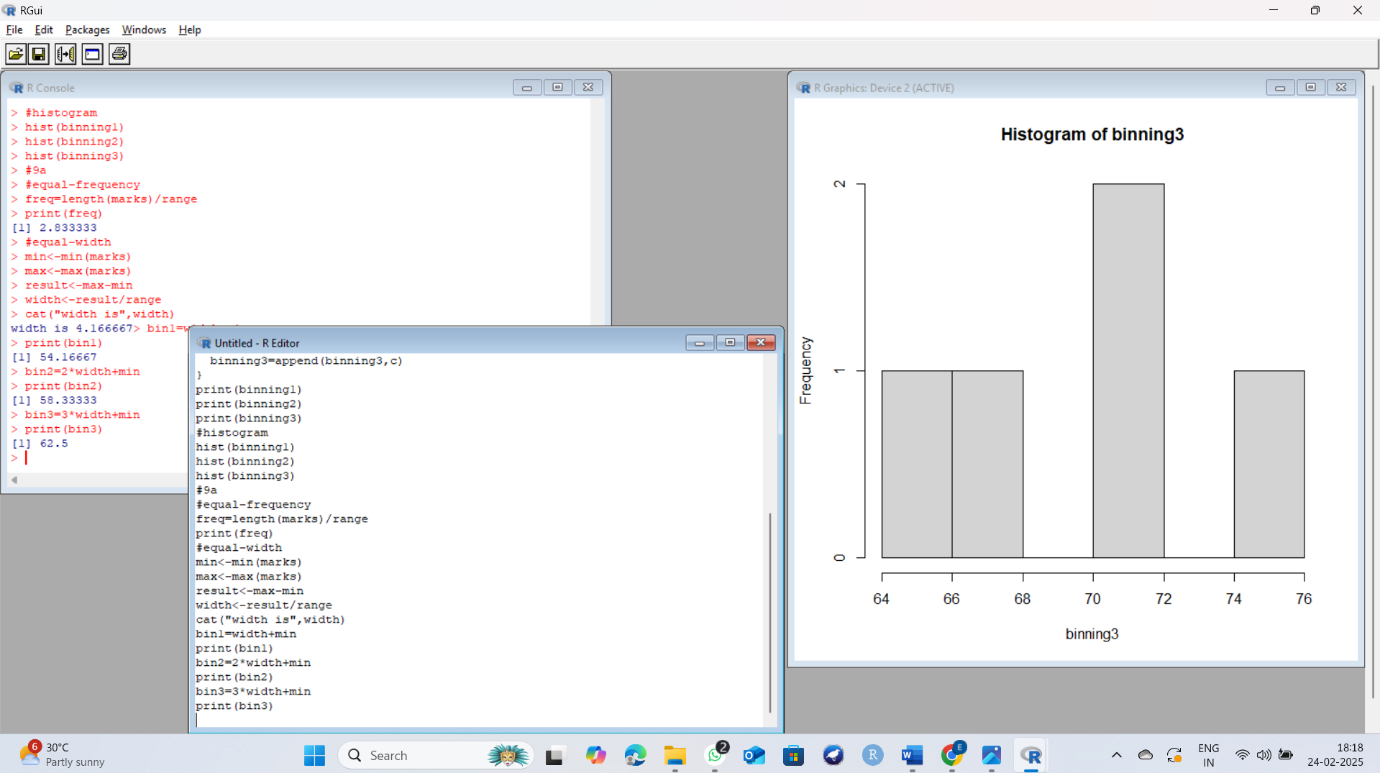 RGui
File Edit Packages Windows Help
R Console
> #histogram
> hist(binning1)
> hist(binning2)
> hist(binning3)
> #9a
> #equal-frequency
> freq=length(marks)/range
> print(freq)
[1] 2.833333
> #equal-width
> min<-min(marks)
> max<-max(marks)
> result<-max-min
> width<-result/range
> cat("width is",width)
width is 4.166667> bin1=w
> print(bin1)
[1] 54.16667
> bin2=2*width+min
> print(bin2)
[1] 58.33333
> bin3=3*width+min
> print(bin3)
[1] 62.5
>
Untitled - R Editor
binning3=append(binning3,c)
}
print(binning1)
print(binning2)
print(binning3)
#histogram
hist(binning1)
hist(binning2)
hist(binning3)
#9a
#equal-frequency
freq=length(marks)/range
print(freq)
#equal-width
min<-min(marks)
max<-max(marks)
result<-max-min
width<-result/range
cat("width is",width)
bin1=width+min
print(bin1)
bin2=2*width+min
print(bin2)
bin3=3*width+min
print(bin3)
R Graphics: Device 2 (ACTIVE)
Histogram of binning3
2
1
0
Frequency
64 66 68 70 72 74 76
binning3
6
30°C
Partly sunny
Search
2
E
ENG
IN
18:18
24-02-2025